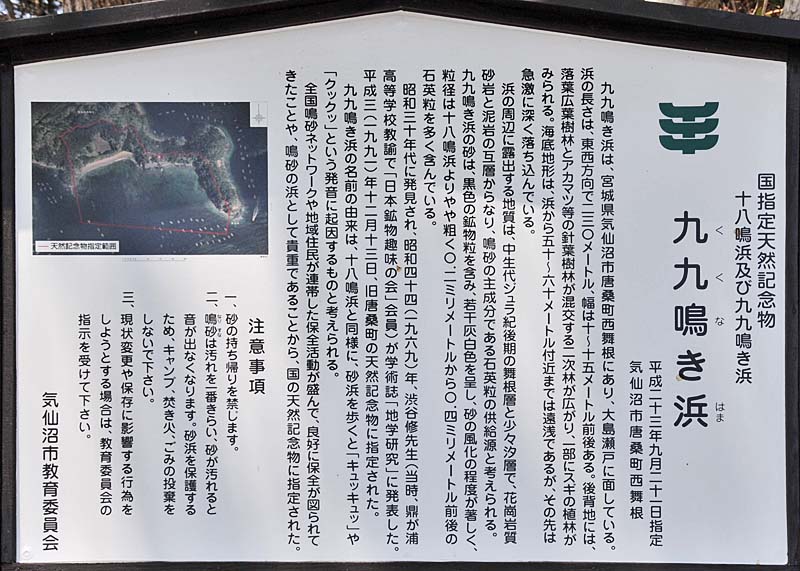 国指定天然記念物
十八鳴浜及び九九鳴き浜
九九鳴き浜
くくな はま
平成二十三年九月二十一日指定
気仙沼市唐桑町西舞根
九九鳴き浜は、宮城県気仙沼市唐桑町西舞根にあり、大島瀬戸に面している。
浜の長さは、東西方向で二三〇メートル、幅は十～十五メートル前後ある。後背地には、
落葉広葉樹林とアカマツ等の針葉樹林が混交する二次林が広がり、一部にスギの植林が
みられる。海底地形は、浜から五十～六十メートル付近までは遠浅であるが、その先は
急激に深く落ち込んでいる。
浜の周辺に露出する地質は、中生代ジュラ紀後期の舞根層と少々汐層で、花崗岩質
砂岩と泥岩の互層からなり、鳴砂の主成分である石英粒の供給源と考えられる。
九九鳴き浜の砂は、黒色の鉱物粒を含み、若干灰白色を呈し、砂の風化の程度が著しく、
粒径は十八鳴浜よりやや粗く〇．二ミリメートルから〇．四ミリメートル前後の
石英粒を多く含んでいる。
昭和三十年代に発見され、昭和四十四（一九六九）年、渋谷修先生（当時、鼎が浦
高等学校教諭で「日本鉱物趣味の会」会員）が学術誌「地学研究」に発表した。
平成三（一九九一）年十二月十三日、旧唐桑町の天然記念物に指定された。
九九鳴き浜の名前の由来は、十八鳴浜と同様に、砂浜を歩くと「キュッキュッ」や
「クックッ」という発音に起因するものと考えられる。
全国鳴砂ネットワークや地域住民が連帯した保全活動が盛んで、良好に保全が図られて
きたことや、鳴砂の浜として貴重であることから、国の天然記念物に指定された。
天然記念物指定範囲
注意事項
一、砂の持ち帰りを禁じます。
二、鳴砂は汚れを一番きらい、砂が汚れると
音が出なくなります。砂浜を保護する
ため、キャンプ、焚き火、ごみの投棄を
しないで下さい。
三、現状変更や保存に影響する行為を
しようとする場合は、教育委員会の
指示を受けて下さい。
気仙沼市教育委員会